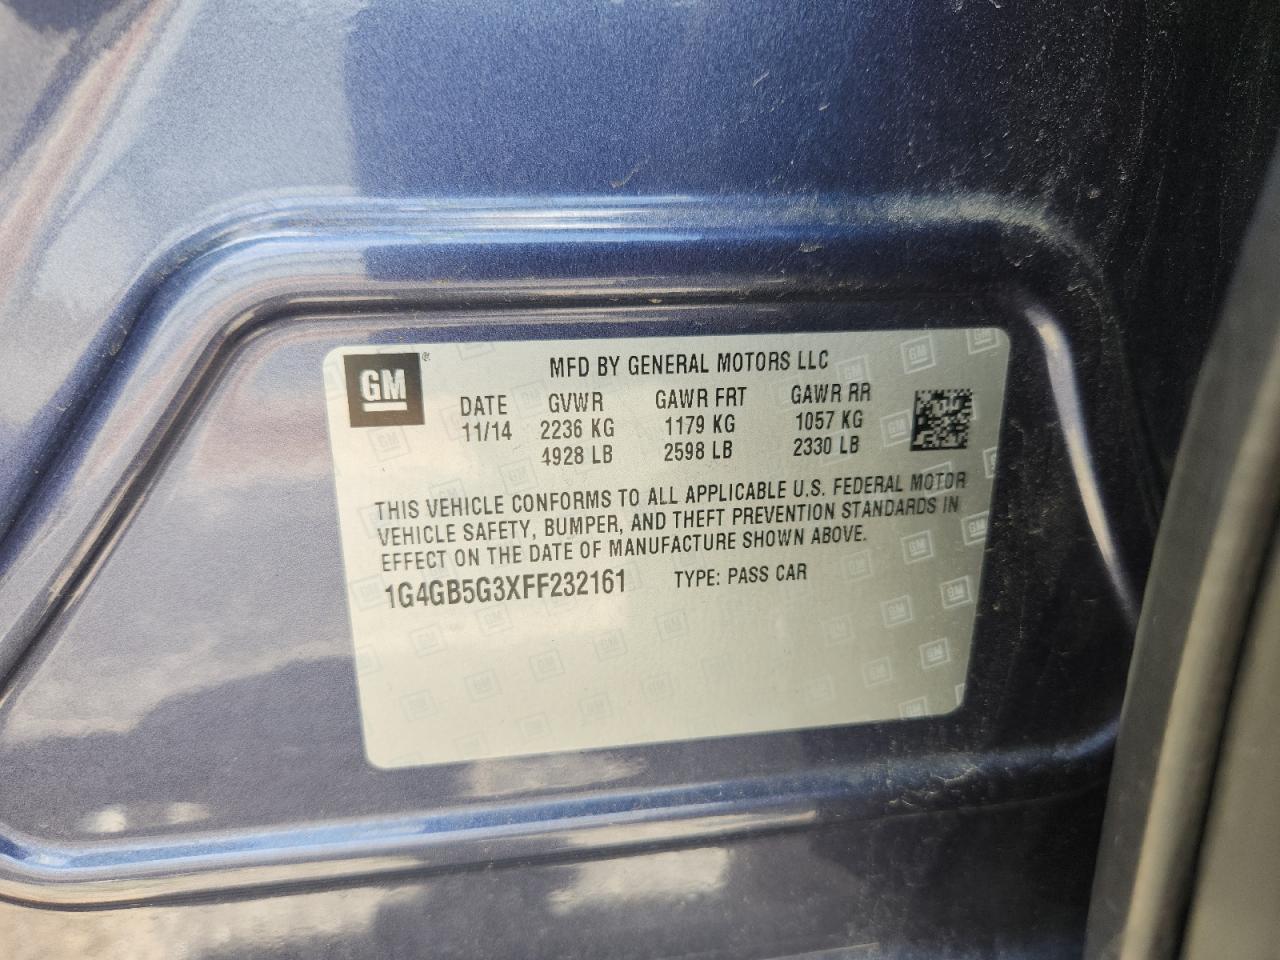 GM®
MFD BY GENERAL MOTORS LLC
DATE GVWR GAWR FRT GAWR RR
11/14 2236 KG 1179 KG 1057 KG
4928 LB 2598 LB 2330 LB
THIS VEHICLE CONFORMS TO ALL APPLICABLE U.S. FEDERAL MOTOR
VEHICLE SAFETY, BUMPER, AND THEFT PREVENTION STANDARDS IN
EFFECT ON THE DATE OF MANUFACTURE SHOWN ABOVE.
1G4GB5G3XFF232161 TYPE: PASS CAR